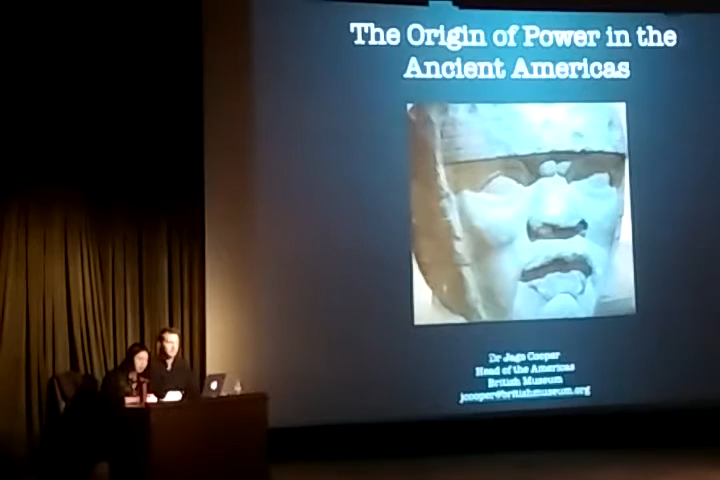 The Origin of Power in the
Ancient Americas
Dr Jago Cooper
Head of the Americas
British Museum
jcooper@britishmuseum.org